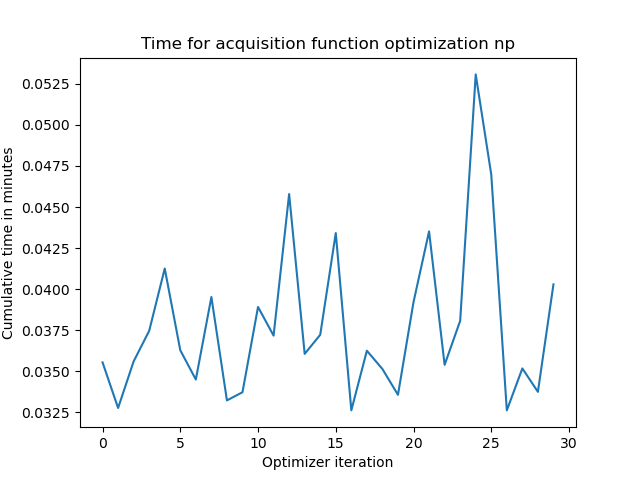 Time for acquisition function optimization np
Cumulative time in minutes
0.0525
0.0500
0.0475
0.0450
0.0425
0.0400
0.0375
0.0350
0.0325
0 5 10 15 20 25 30
Optimizer iteration